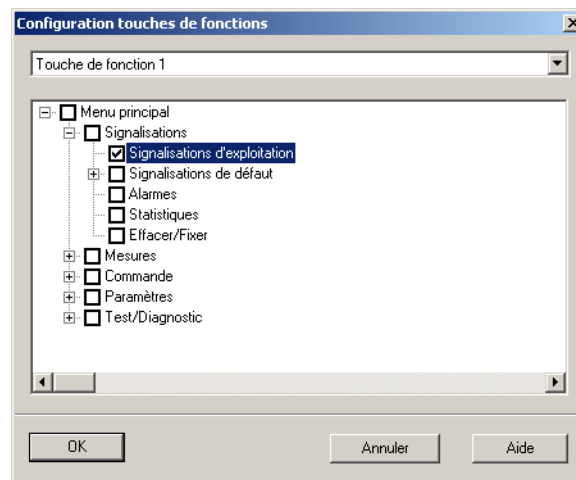 Configuration touches de fonctions
Touche de fonction 1
Menu principal
Signalisations
Signalisations d'exploitation
Signalisations de défaut
Alarmes
Statistiques
Effacer/Fixer
Mesures
Commande
Paramètres
Test/Diagnostic
OK
Annuler
Aide